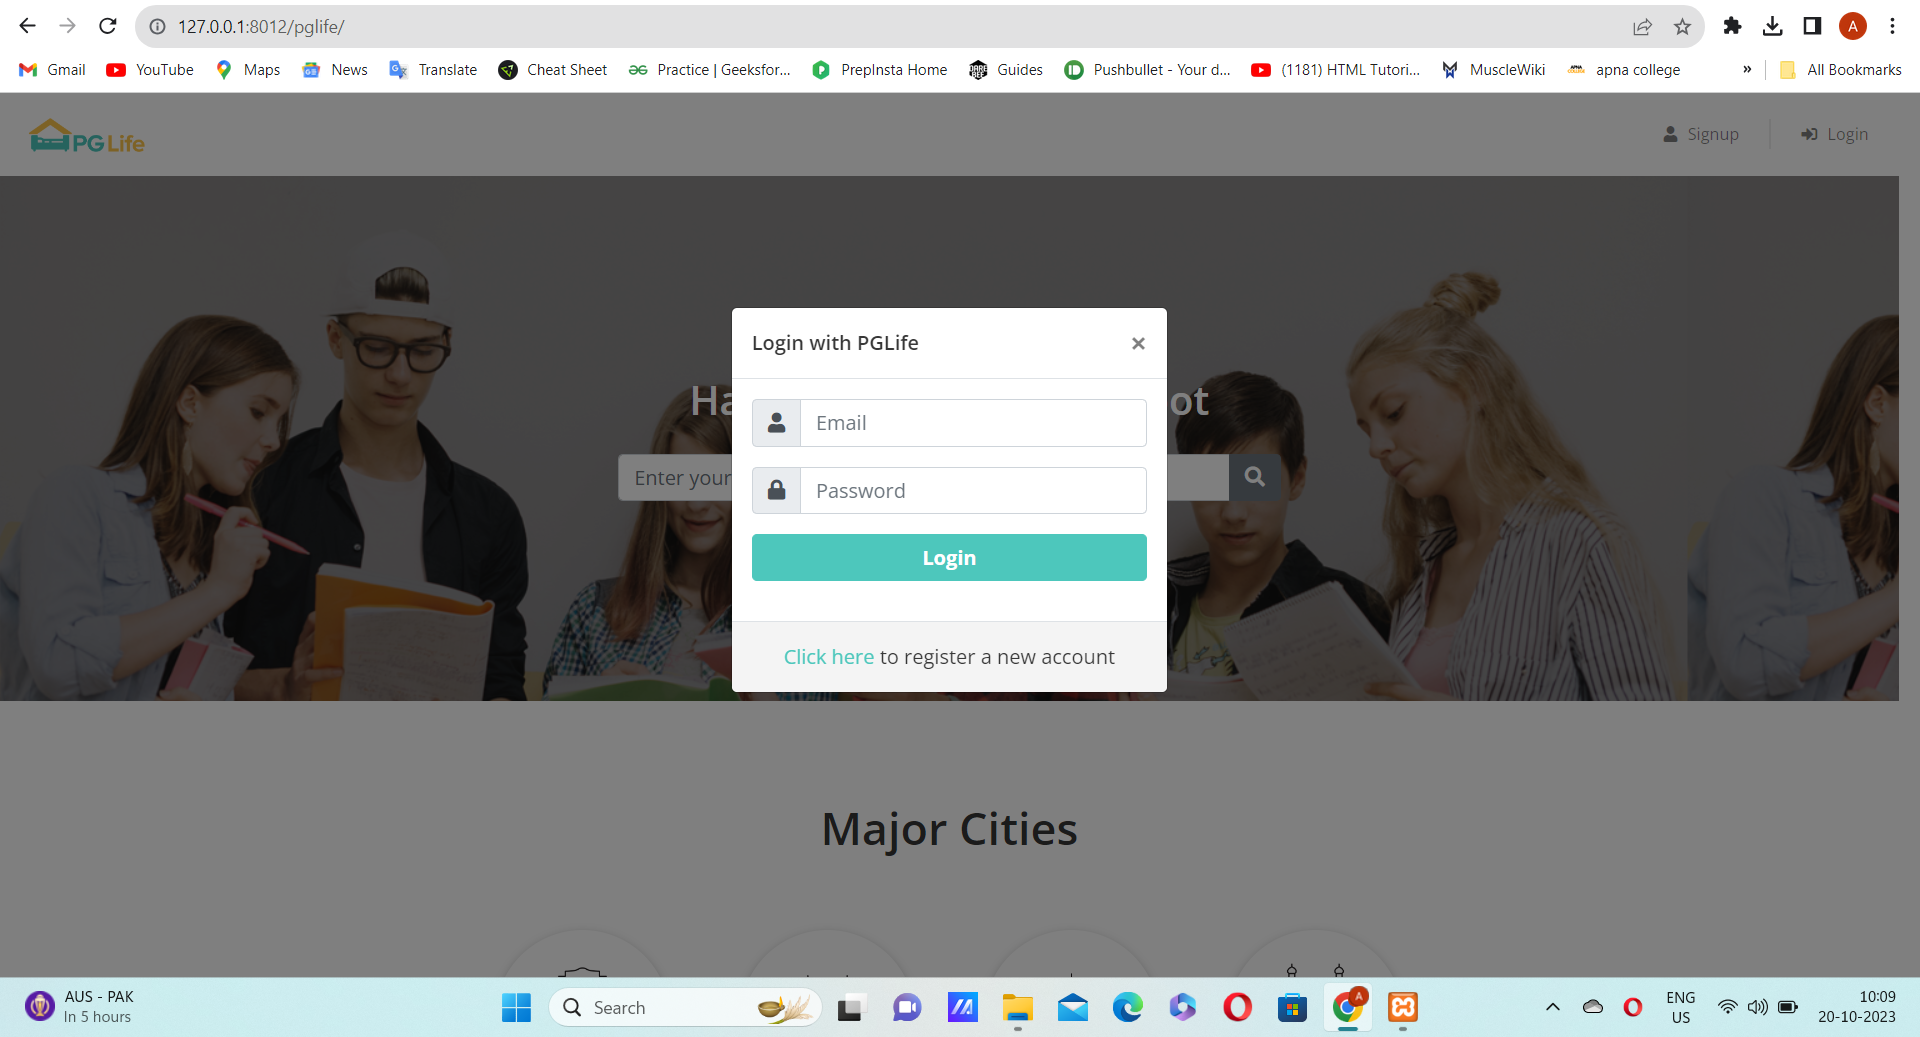 127.0.0.1:8012/pglife/
A
Gmail
YouTube
Maps
News
Translate
Cheat Sheet
Practice | Geeksfor...
PrepInsta Home
Guides
Pushbullet - Your d...
(1181) HTML Tutori...
MuscleWiki
apna college
»
All Bookmarks
PG Life
Signup
Login
Login with PGLife
×
Ha
ot
Email
Enter your
Password
Login
Click here to register a new account
Major Cities
AUS - PAK
In 5 hours
Search
A
ENG
US
10:09
20-10-2023